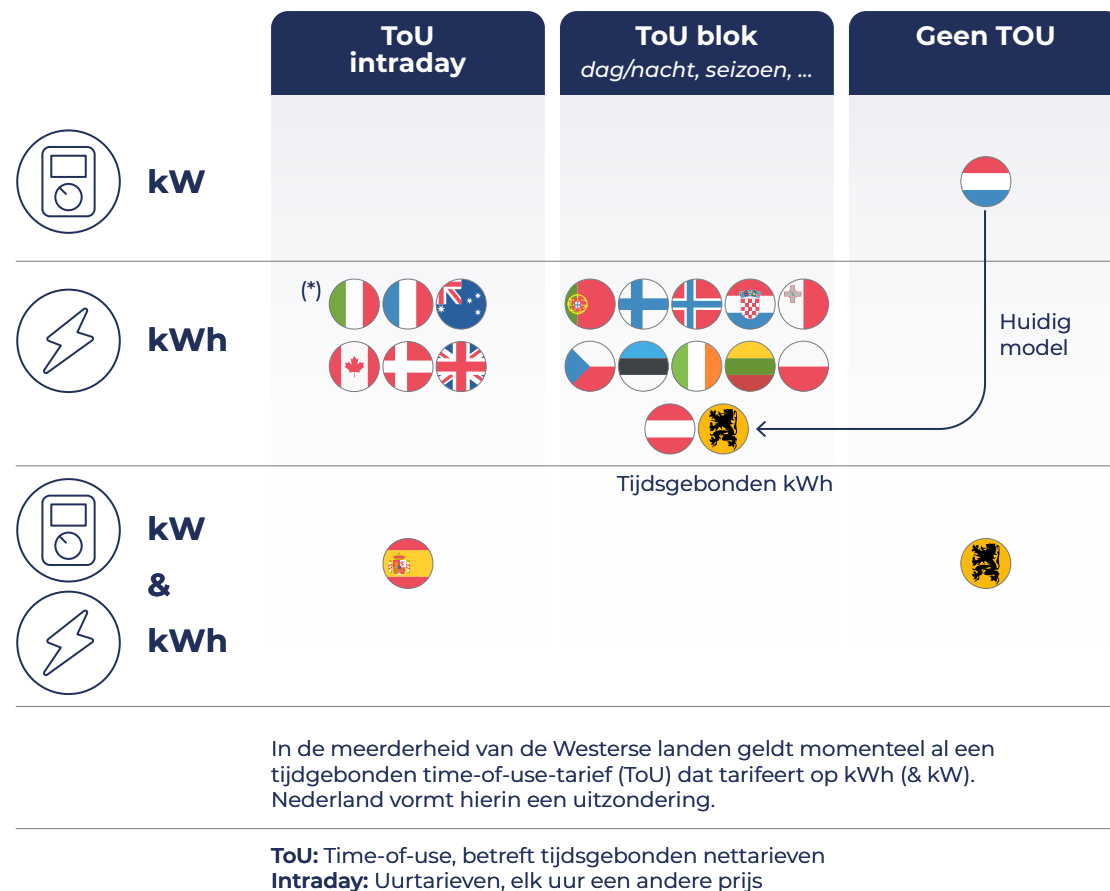 ToU
intraday
ToU blok
dag/nacht, seizoen, ...
Geen TOU
kW
(*)
kWh
Huidig
model
Tijdsgebonden kWh
kW
&
kWh
In de meerderheid van de Westerse landen geldt momenteel al een
tijdgebonden time-of-use-tarief (ToU) dat tarifeert op kWh (& kW).
Nederland vormt hierin een uitzondering.
ToU: Time-of-use, betreft tijdsgebonden nettarieven
Intraday: Uurtarieven, elk uur een andere prijs